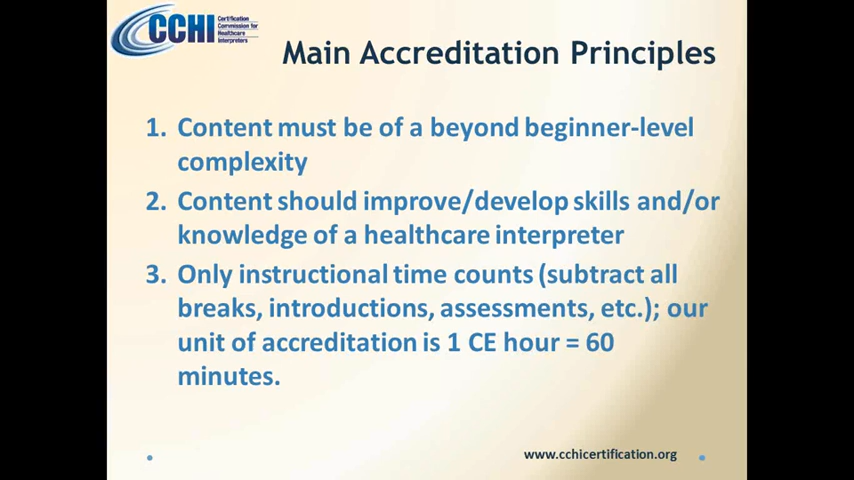 CCHI
Certification
Commission for
Healthcare
Interpreters
Main Accreditation Principles
1. Content must be of a beyond beginner-level
complexity
2. Content should improve/develop skills and/or
knowledge of a healthcare interpreter
3. Only instructional time counts (subtract all
breaks, introductions, assessments, etc.); our
unit of accreditation is 1 CE hour = 60
minutes.
www.cchicertification.org